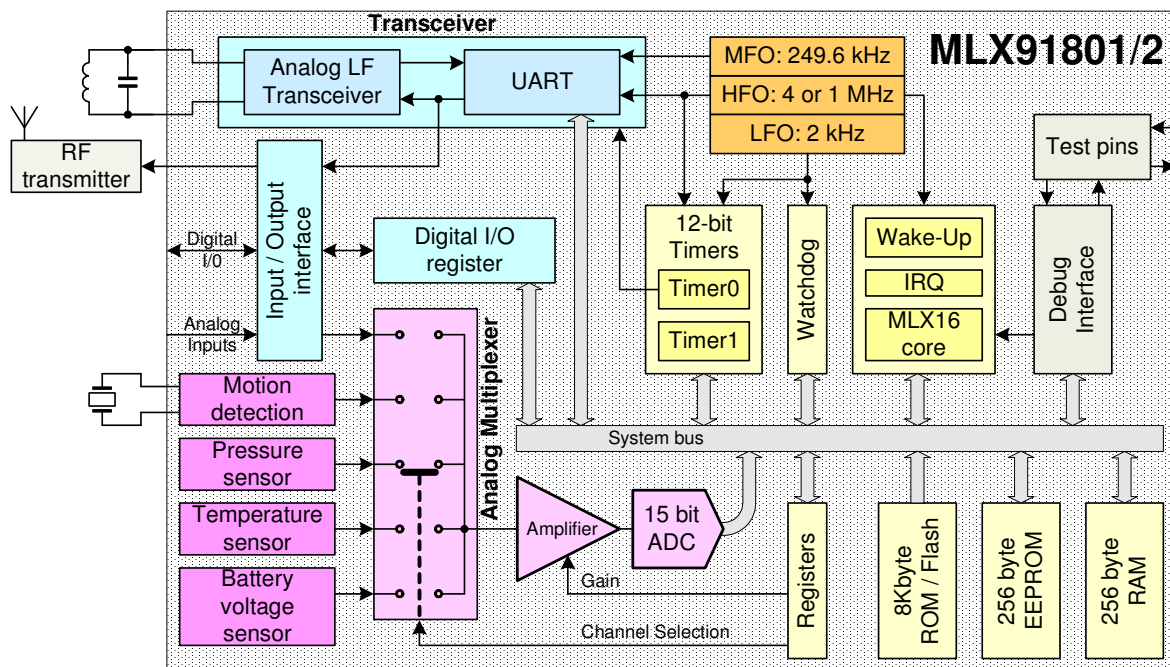 Transceiver
MLX91801/2
Analog LF
Transceiver
UART
MFO: 249.6 kHz
HFO: 4 or 1 MHz
LFO: 2 kHz
Test pins
RF
transmitter
Input / Output
interface
Digital
I/0
Analog
Inputs
Digital I/O
register
12-bit
Timers
Timer0
Timer1
Watchdog
Wake-Up
IRQ
MLX16
core
Debug
Interface
Motion
detection
Pressure
sensor
Temperature
sensor
Battery
voltage
sensor
Analog Multiplexer
System bus
Amplifier
15 bit
ADC
Gain
Channel Selection
Registers
8Kbyte
ROM / Flash
256 byte
EEPROM
256 byte
RAM